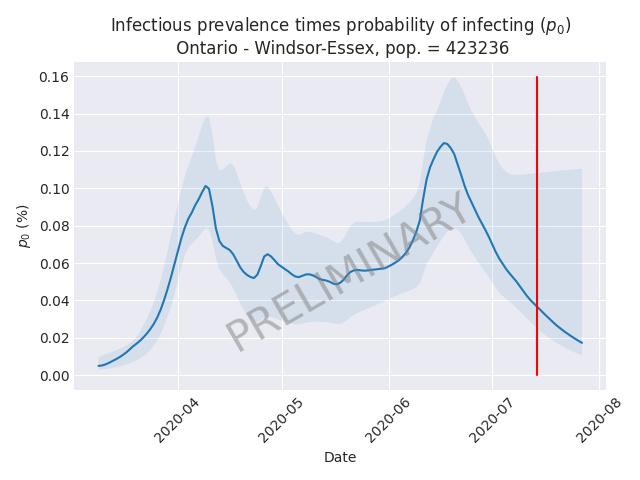 Infectious prevalence times probability of infecting (p₀)
Ontario - Windsor-Essex, pop. = 423236
0.16
0.14
0.12
0.10
0.08
0.06
0.04
0.02
0.00
p₀ (%)
PRELIMINARY
2020-04
2020-05
2020-06
2020-07
2020-08
Date